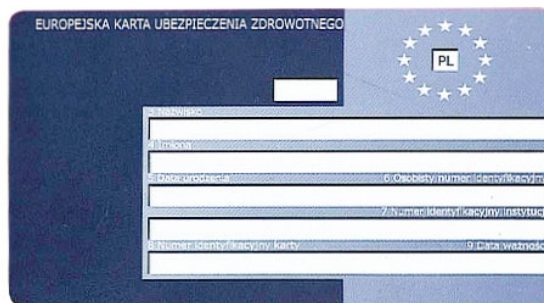 EUROPEJSKA KARTA UBEZPIECZENIA ZDROWOTNEGO
PL
3 Nazwisko
4 Imiona
5 Data urodzenia 6 Osobisty numer identyfikacyjny
7 Numer identyfikacyjny instytucji
8 Numer identyfikacyjny karty 9 Data ważności